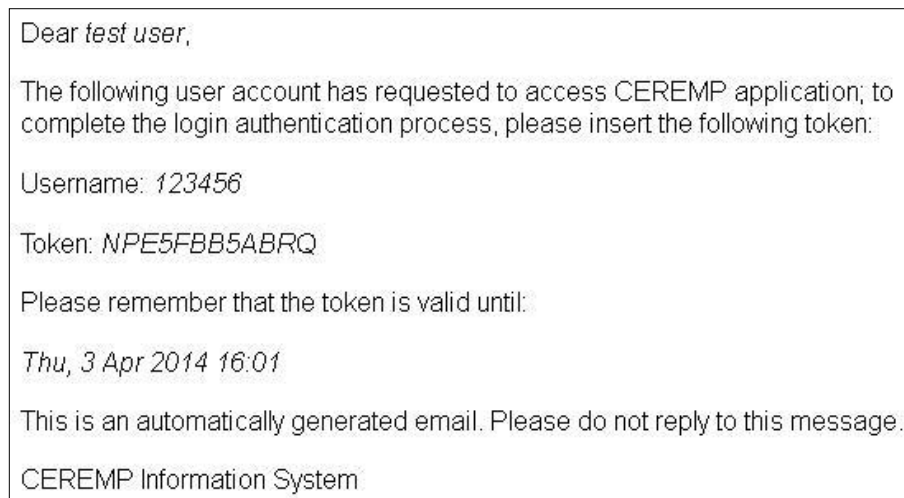 Dear test user,
The following user account has requested to access CEREMP application; to
complete the login authentication process, please insert the following token:
Username: 123456
Token: NPE5FBB5ABRQ
Please remember that the token is valid until:
Thu, 3 Apr 2014 16:01
This is an automatically generated email. Please do not reply to this message.
CEREMP Information System